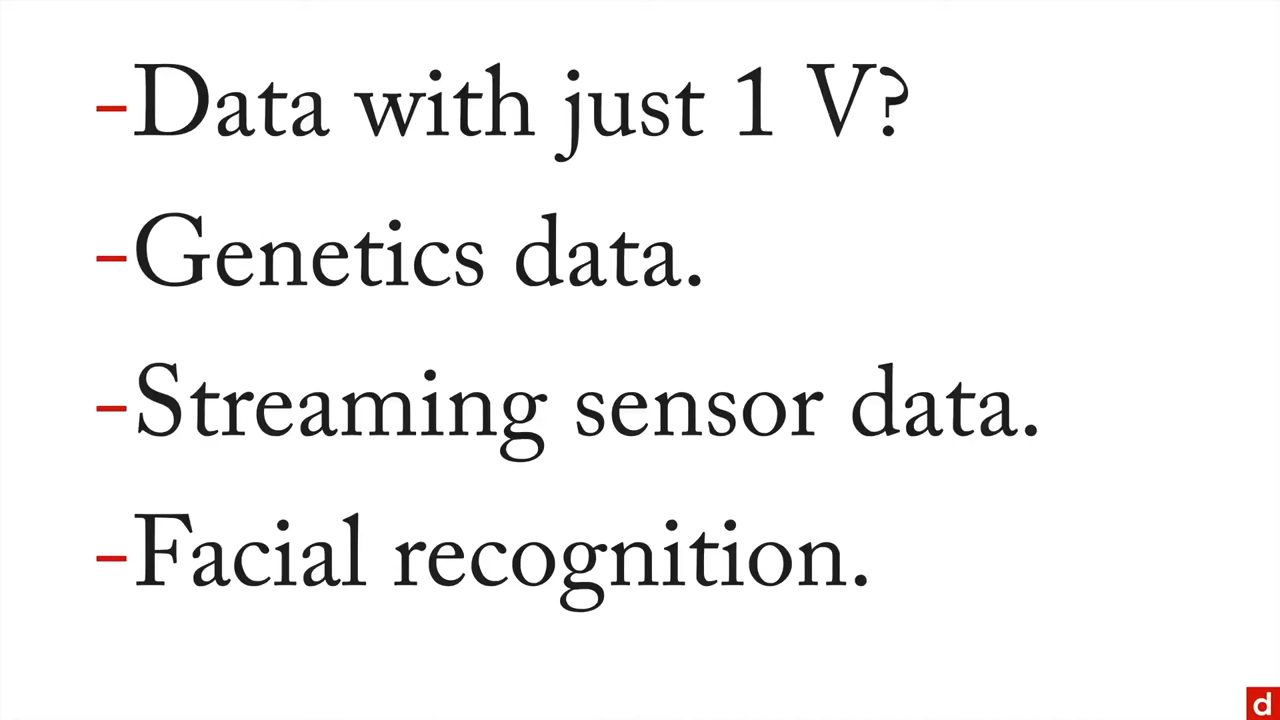 -Data with just 1 V?
-Genetics data.
-Streaming sensor data.
-Facial recognition.
d